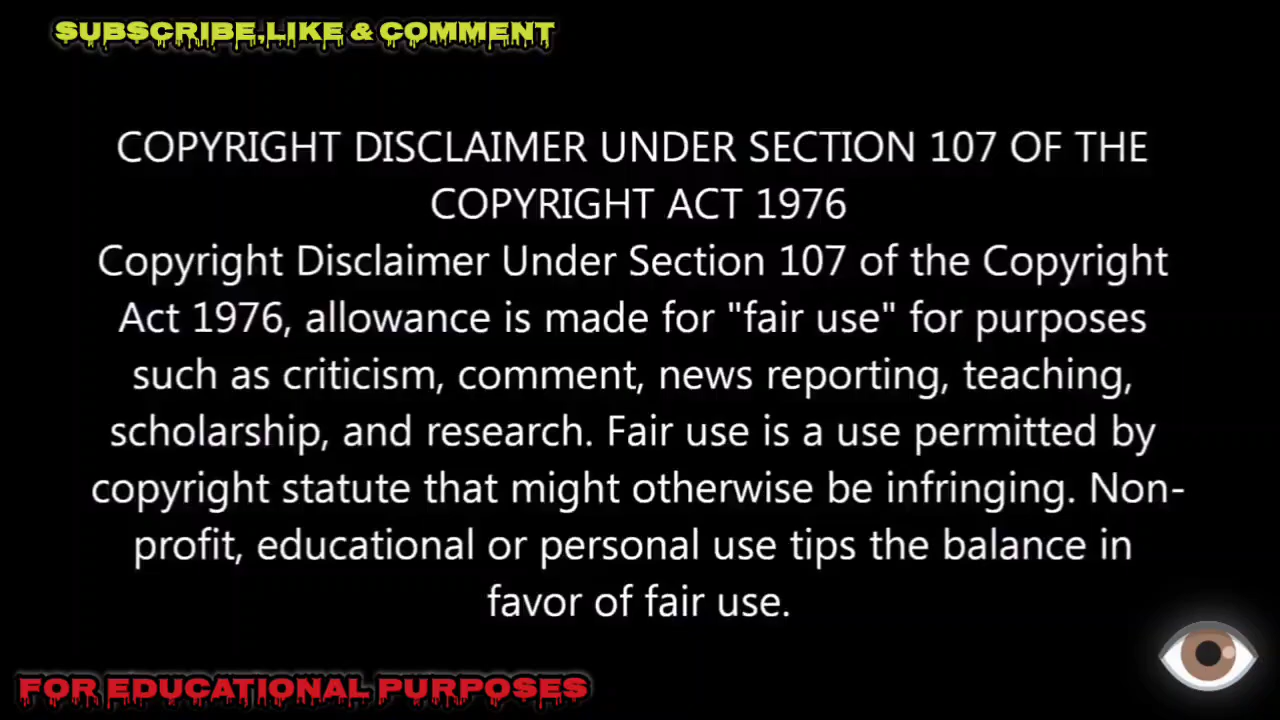 SUBSCRIBE,LIKE & COMMENT
COPYRIGHT DISCLAIMER UNDER SECTION 107 OF THE
COPYRIGHT ACT 1976
Copyright Disclaimer Under Section 107 of the Copyright
Act 1976, allowance is made for "fair use" for purposes
such as criticism, comment, news reporting, teaching,
scholarship, and research. Fair use is a use permitted by
copyright statute that might otherwise be infringing. Non-
profit, educational or personal use tips the balance in
favor of fair use.
FOR EDUCATIONAL PURPOSES